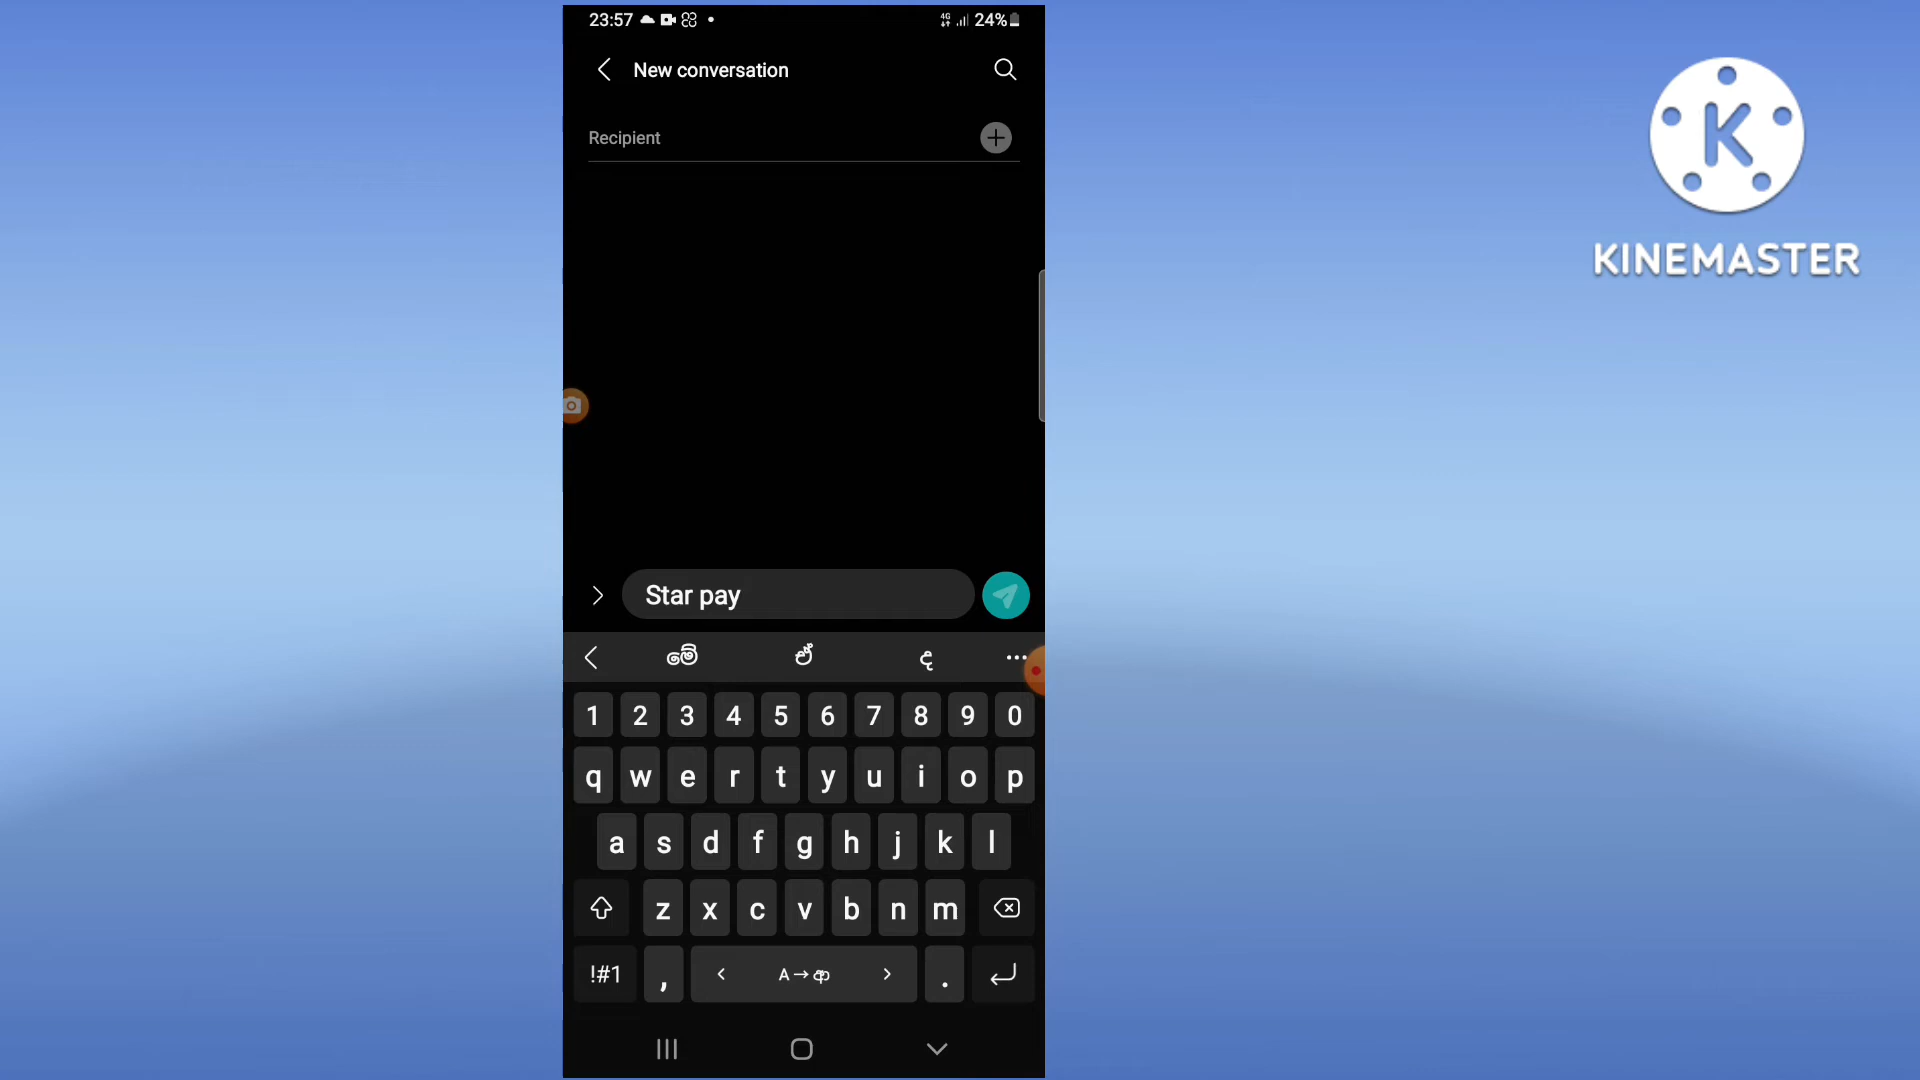 23:57 4G 24%
New conversation
Recipient
Star pay
මේ ඒ ද
1 2 3 4 5 6 7 8 9 0
q w e r t y u i o p
a s d f g h j k l
z x c v b n m
!#1 , < A→අ > .
K
KINEMASTER